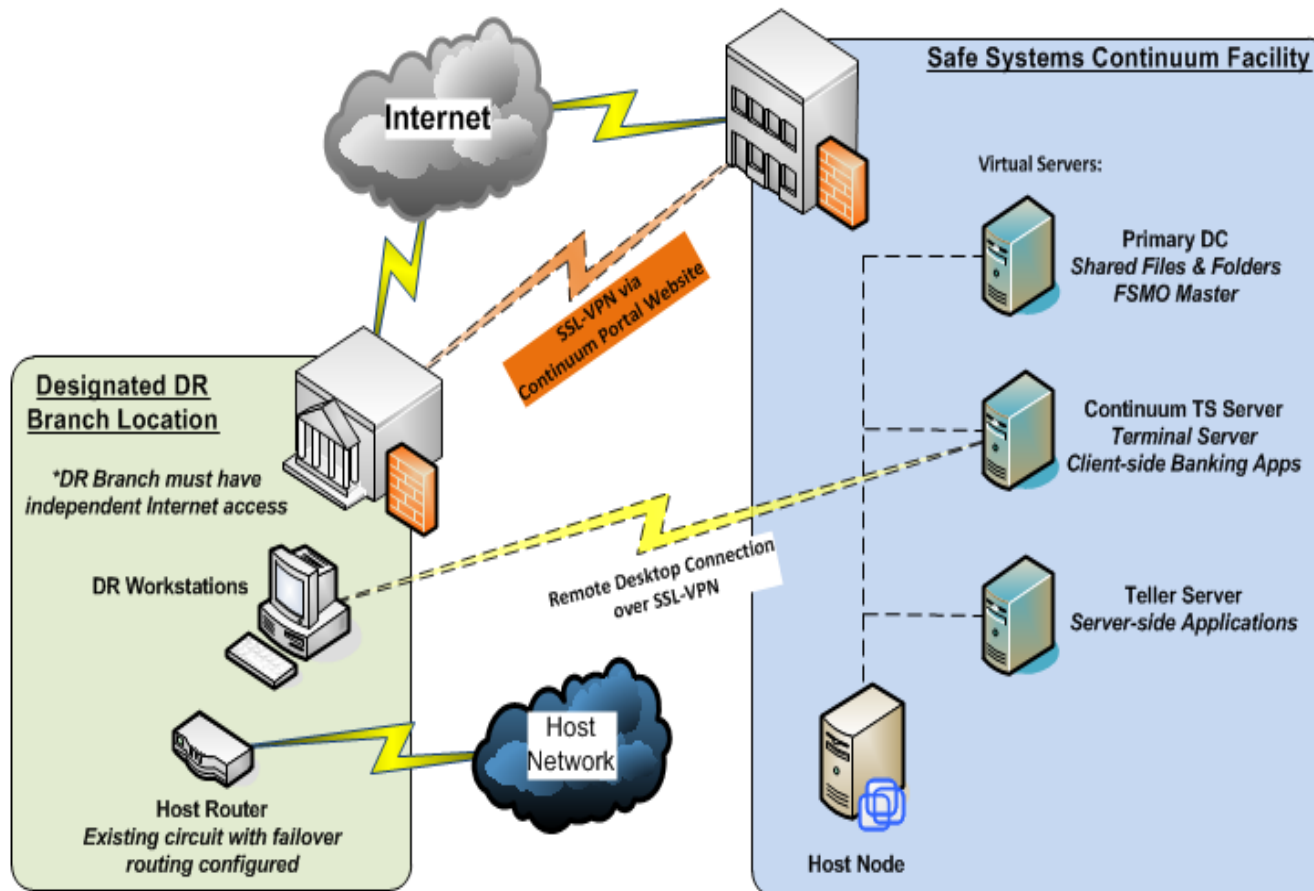 Safe Systems Continuum Facility
Internet
Virtual Servers:
Primary DC
Shared Files & Folders
FSMO Master
SSL-VPN via
Continuum Portal Website
Designated DR
Branch Location
*DR Branch must have
independent Internet access
Continuum TS Server
Terminal Server
Client-side Banking Apps
DR Workstations
Remote Desktop Connection
over SSL-VPN
Teller Server
Server-side Applications
Host
Network
Host Router
Existing circuit with failover
routing configured
Host Node